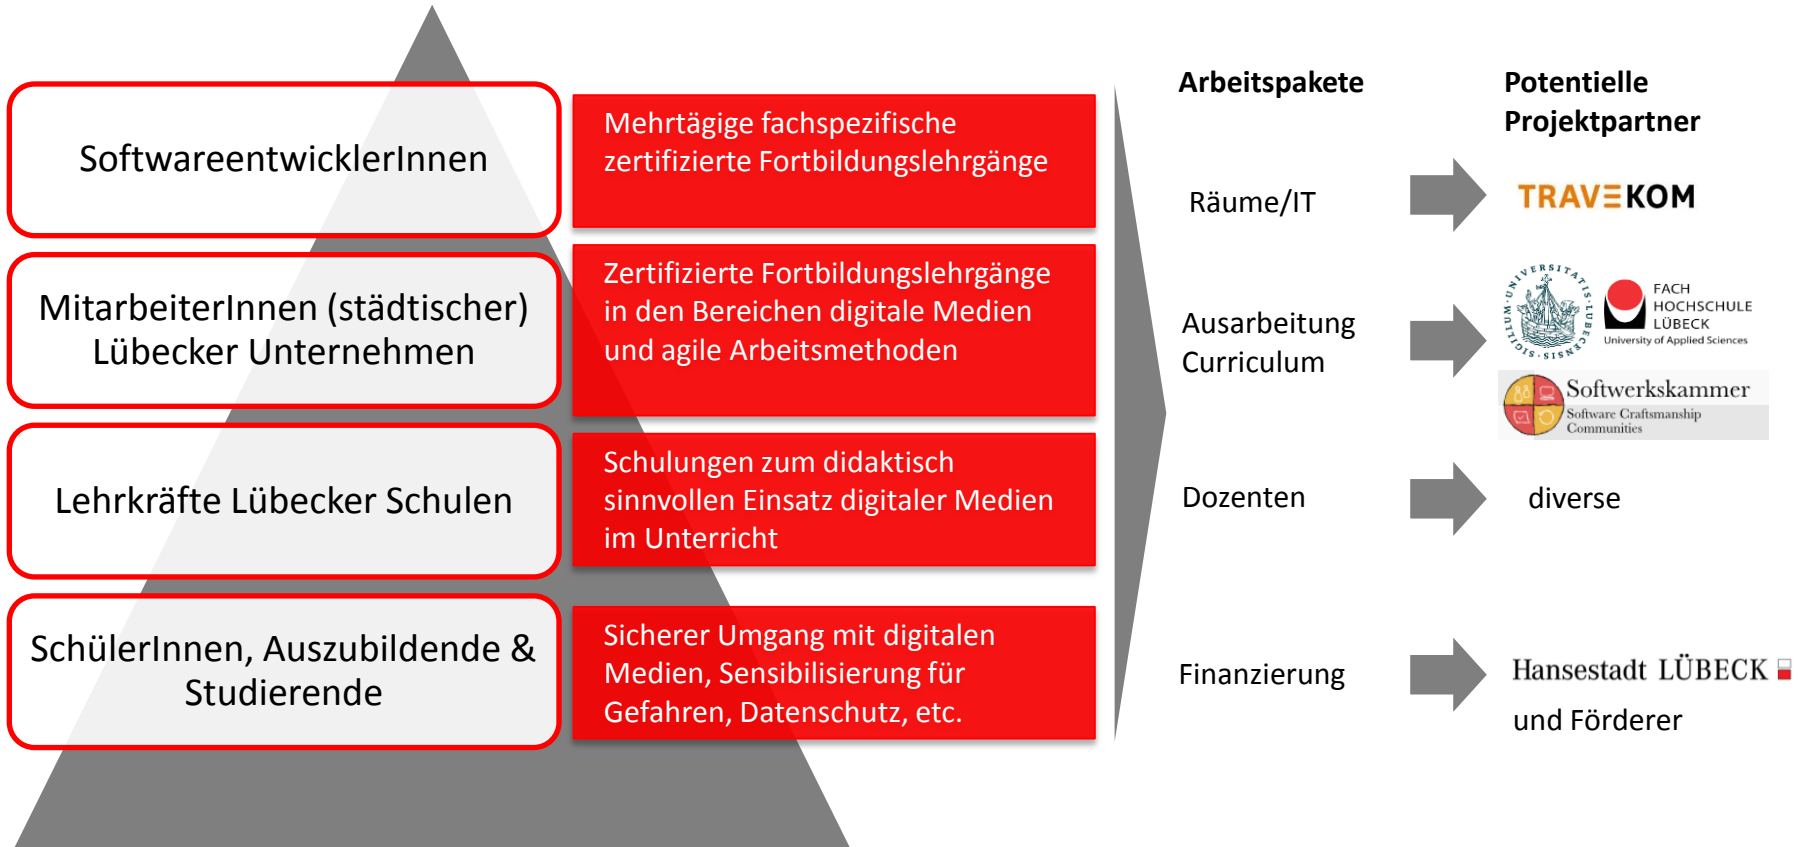 SoftwareentwicklerInnen
Mehrtägige fachspezifische
zertifizierte Fortbildungslehrgänge
MitarbeiterInnen (städtischer)
Lübecker Unternehmen
Zertifizierte Fortbildungslehrgänge
in den Bereichen digitale Medien
und agile Arbeitsmethoden
Lehrkräfte Lübecker Schulen
Schulungen zum didaktisch
sinnvollen Einsatz digitaler Medien
im Unterricht
SchülerInnen, Auszubildende &
Studierende
Sicherer Umgang mit digitalen
Medien, Sensibilisierung für
Gefahren, Datenschutz, etc.
Arbeitspakete
Potentielle
Projektpartner
Räume/IT
TRAVEKOM
Ausarbeitung
Curriculum
SIGILLUM·UNIVERSITATIS·LUBECENSIS
FACH
HOCHSCHULE
LÜBECK
University of Applied Sciences
Softwerkskammer
Software Craftsmanship
Communities
Dozenten
diverse
Finanzierung
Hansestadt LÜBECK
und Förderer